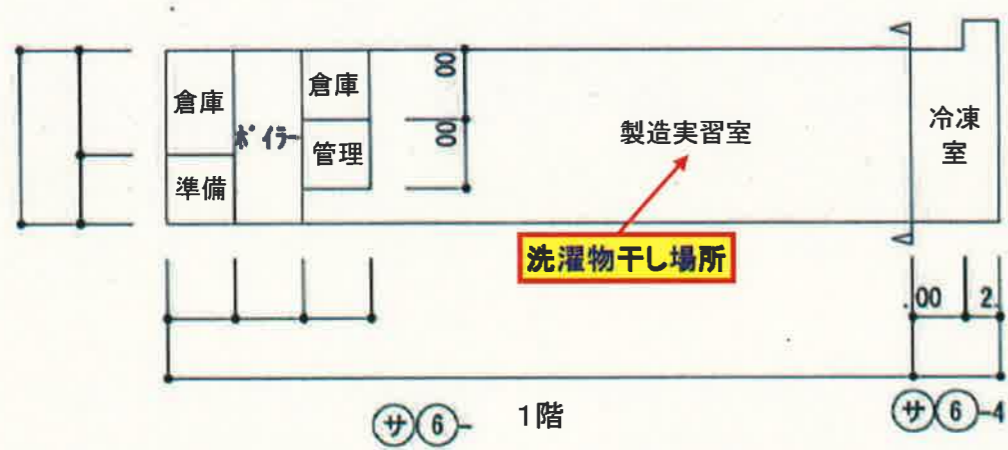 倉庫
ボイラー
倉庫
00
製造実習室
冷凍
室
準備
管理
00
洗濯物干し場所
.00
2.
サ 6 -
1階
サ 6 -4